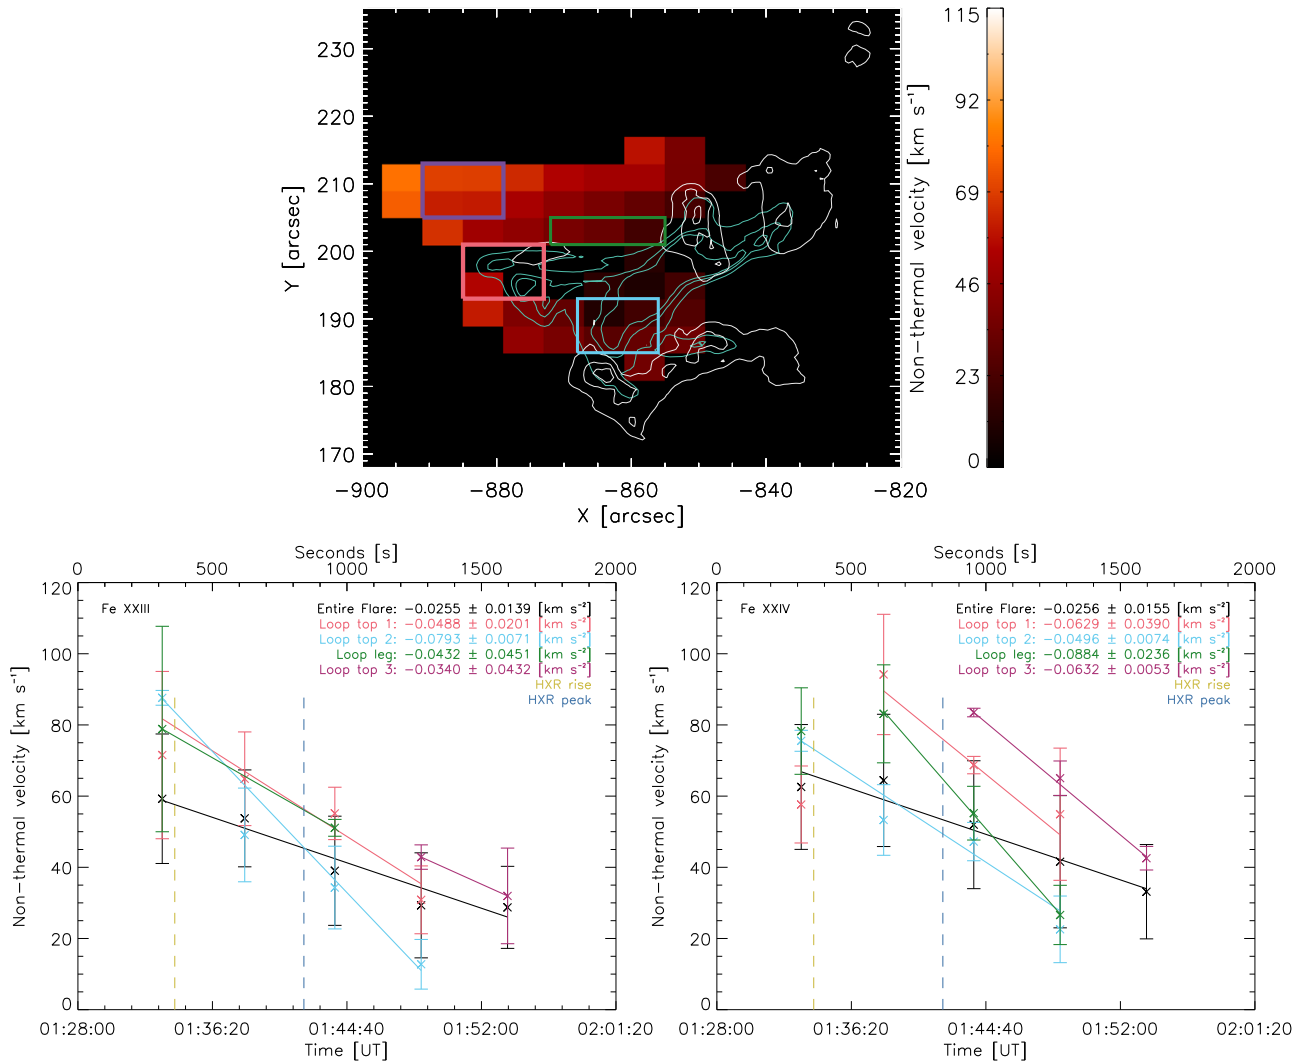 230
220
210
200
190
180
170
Y [arcsec]
-900 -880 -860 -840 -820
X [arcsec]
115
92
69
46
23
0
Non-thermal velocity [km s⁻¹]
Seconds [s]
0 500 1000 1500 2000
120
100
80
60
40
20
0
Non-thermal velocity [km s⁻¹]
Fe XXIII
Entire Flare: -0.0255 ± 0.0139 [km s⁻²]
Loop top 1: -0.0488 ± 0.0201 [km s⁻²]
Loop top 2: -0.0793 ± 0.0071 [km s⁻²]
Loop leg: -0.0432 ± 0.0451 [km s⁻²]
Loop top 3: -0.0340 ± 0.0432 [km s⁻²]
HXR rise
HXR peak
01:28:00 01:36:20 01:44:40 01:52:00 02:01:20
Time [UT]
Seconds [s]
0 500 1000 1500 2000
120
100
80
60
40
20
0
Non-thermal velocity [km s⁻¹]
Fe XXIV
Entire Flare: -0.0256 ± 0.0155 [km s⁻²]
Loop top 1: -0.0629 ± 0.0390 [km s⁻²]
Loop top 2: -0.0496 ± 0.0074 [km s⁻²]
Loop leg: -0.0884 ± 0.0236 [km s⁻²]
Loop top 3: -0.0632 ± 0.0053 [km s⁻²]
HXR rise
HXR peak
01:28:00 01:36:20 01:44:40 01:52:00 02:01:20
Time [UT]